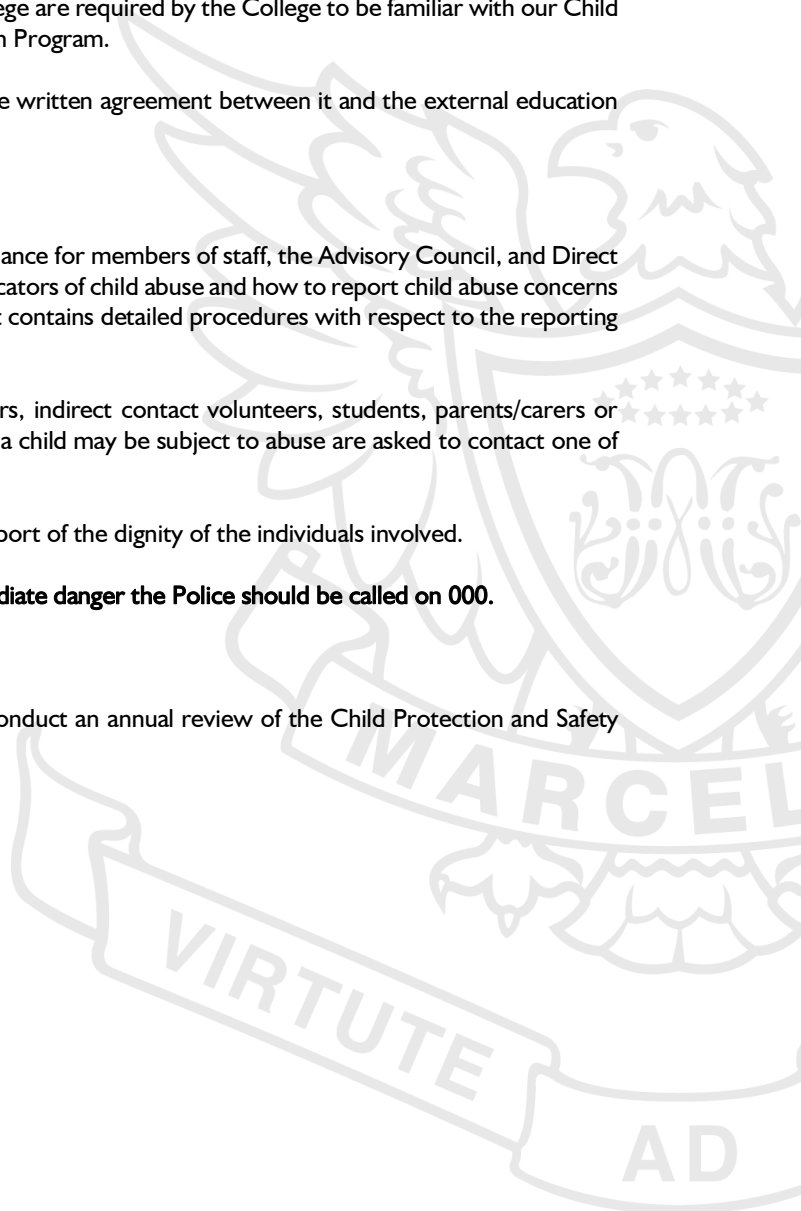 ege are required by the College to be familiar with our Child
n Program.
e written agreement between it and the external education
ance for members of staff, the Advisory Council, and Direct
cators of child abuse and how to report child abuse concerns
t contains detailed procedures with respect to the reporting
rs, indirect contact volunteers, students, parents/carers or
a child may be subject to abuse are asked to contact one of
port of the dignity of the individuals involved.
diate danger the Police should be called on 000.
onduct an annual review of the Child Protection and Safety
MARCEL
VIRTUTE
AD